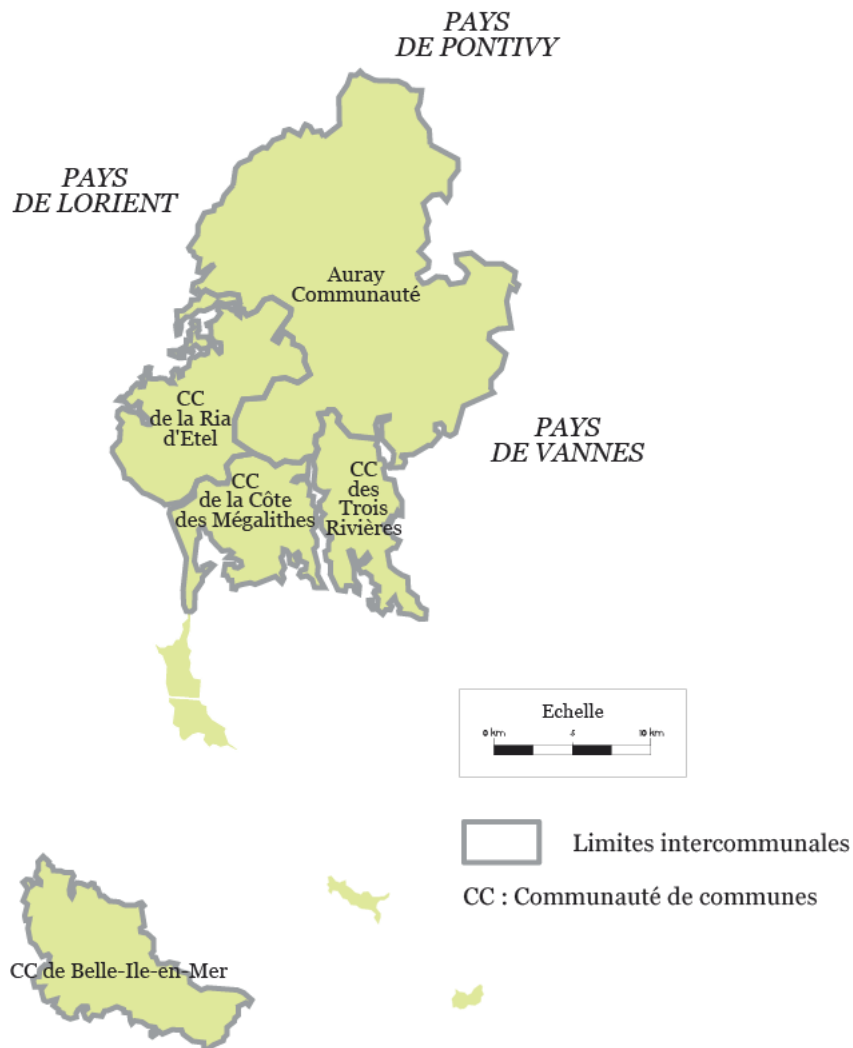 PAYS
DE PONTIVY
PAYS
DE LORIENT
Auray
Communauté
CC
de la Ria
d'Etel
PAYS
DE VANNES
CC
de la Côte
des Mégalithes
CC
des
Trois
Rivières
Echelle
0 km 5 10 km
Limites intercommunales
CC : Communauté de communes
CC de Belle-Ile-en-Mer